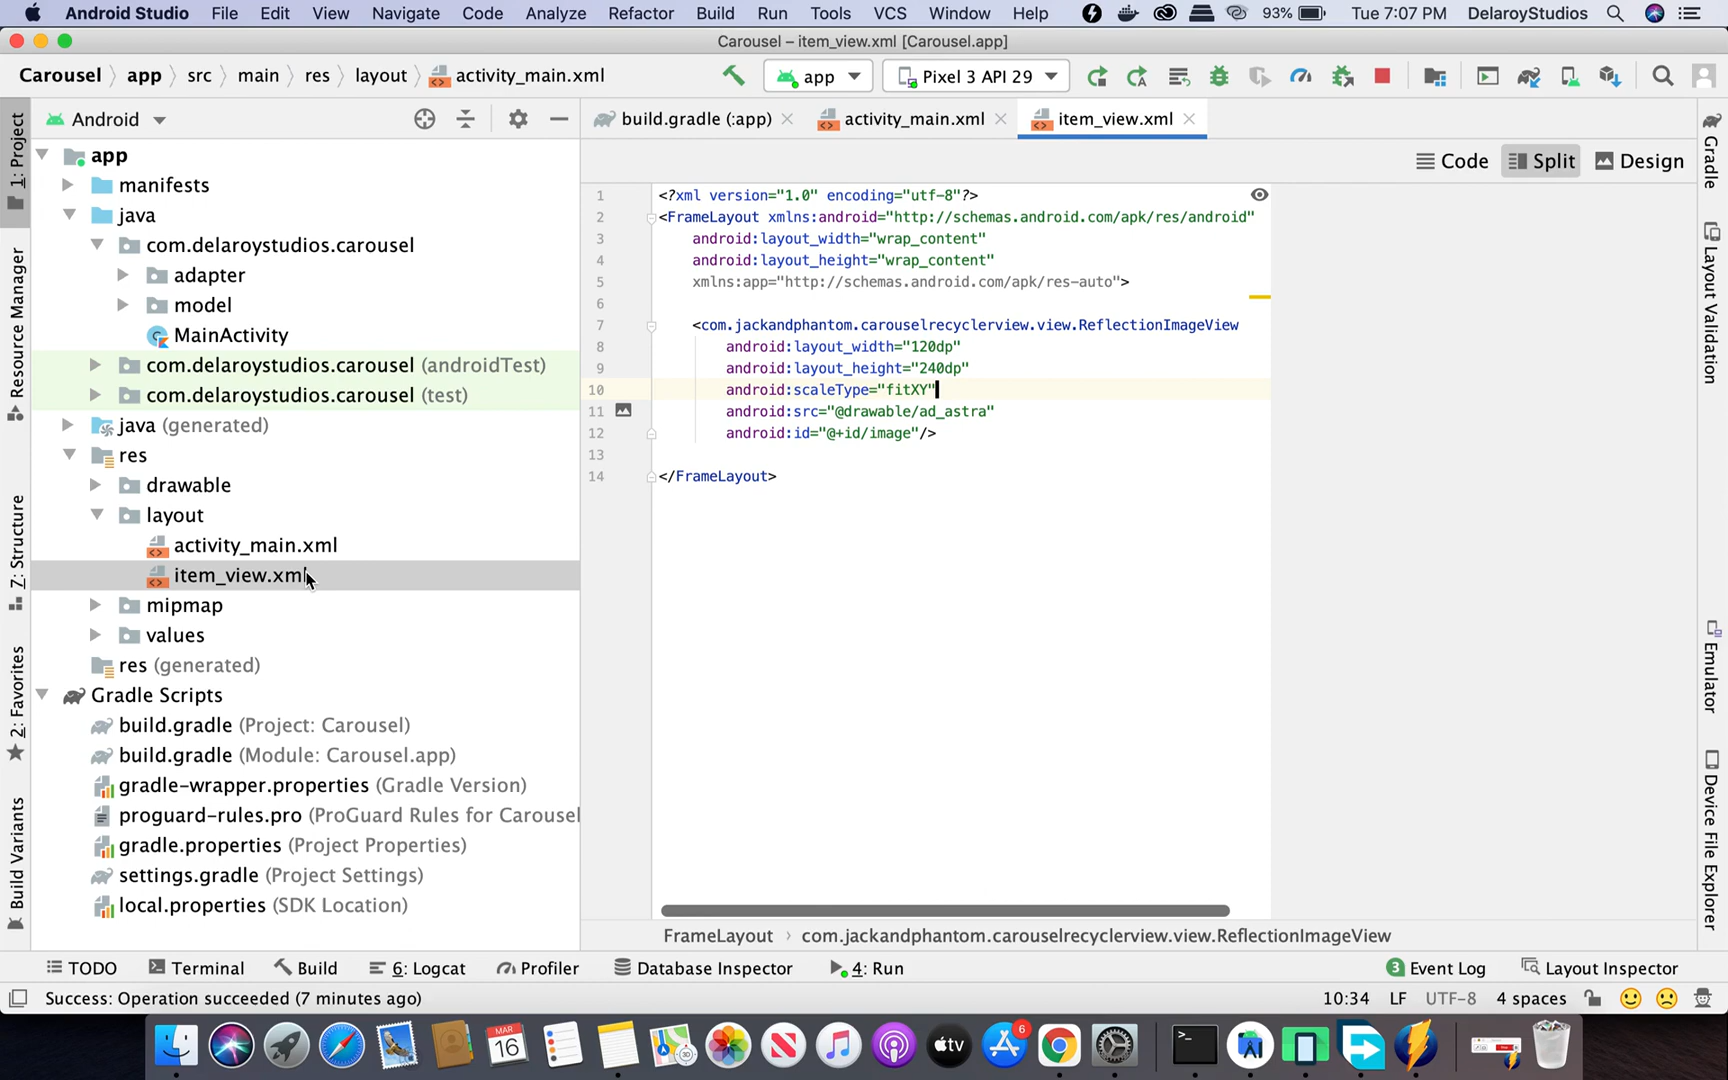 Android Studio File Edit View Navigate Code Analyze Refactor Build Run Tools VCS Window Help 93% Tue 7:07 PM DelaroyStudios
Carousel – item_view.xml [Carousel.app]
Carousel app src main res layout activity_main.xml app Pixel 3 API 29
Android build.gradle (:app) activity_main.xml item_view.xml
Code Split Design
1: Project
Resource Manager
Z: Structure
2: Favorites
Build Variants
app
manifests
java
com.delaroystudios.carousel
adapter
model
MainActivity
com.delaroystudios.carousel (androidTest)
com.delaroystudios.carousel (test)
java (generated)
res
drawable
layout
activity_main.xml
item_view.xml
mipmap
values
res (generated)
Gradle Scripts
build.gradle (Project: Carousel)
build.gradle (Module: Carousel.app)
gradle-wrapper.properties (Gradle Version)
proguard-rules.pro (ProGuard Rules for Carousel
gradle.properties (Project Properties)
settings.gradle (Project Settings)
local.properties (SDK Location)
1 <?xml version="1.0" encoding="utf-8"?>
2 <FrameLayout xmlns:android="http://schemas.android.com/apk/res/android"
3 android:layout_width="wrap_content"
4 android:layout_height="wrap_content"
5 xmlns:app="http://schemas.android.com/apk/res-auto">
6
7 <com.jackandphantom.carouselrecyclerview.view.ReflectionImageView
8 android:layout_width="120dp"
9 android:layout_height="240dp"
10 android:scaleType="fitXY"
11 android:src="@drawable/ad_astra"
12 android:id="@+id/image"/>
13
14 </FrameLayout>
Gradle
Layout Validation
Emulator
Device File Explorer
FrameLayout › com.jackandphantom.carouselrecyclerview.view.ReflectionImageView
TODO Terminal Build 6: Logcat Profiler Database Inspector 4: Run 3 Event Log Layout Inspector
Success: Operation succeeded (7 minutes ago) 10:34 LF UTF-8 4 spaces
MAR
16
tv
6